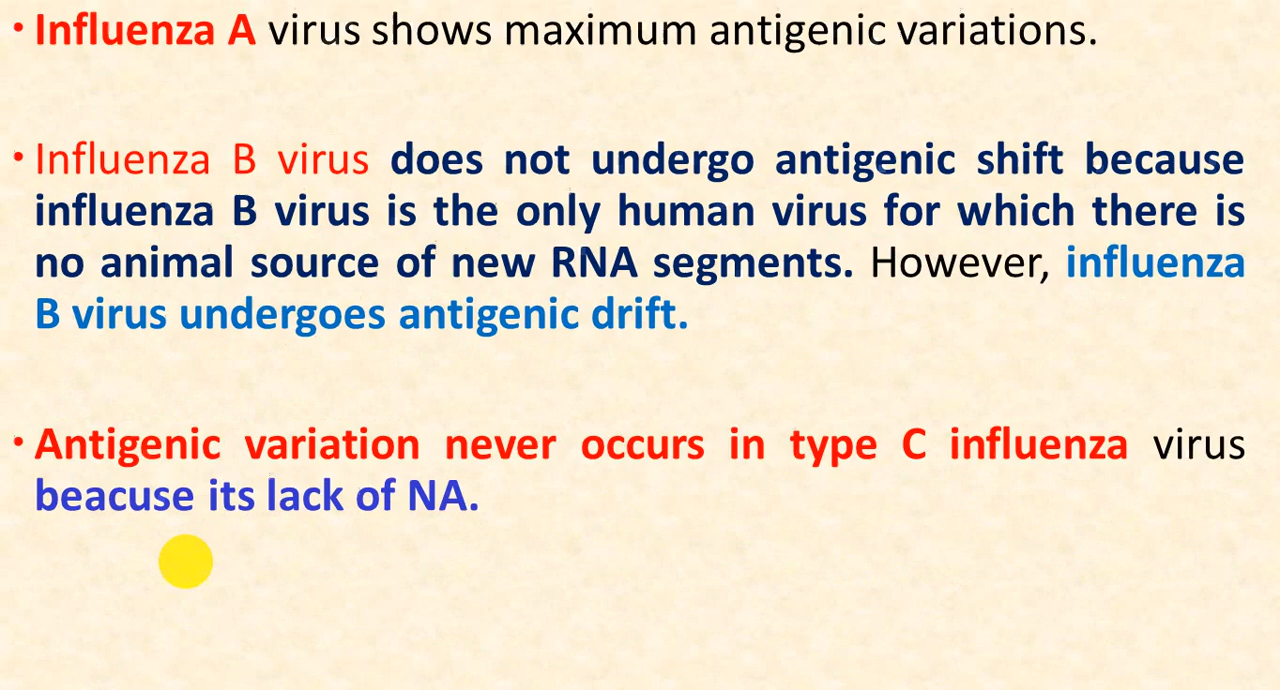 • Influenza A virus shows maximum antigenic variations.
• Influenza B virus does not undergo antigenic shift because
influenza B virus is the only human virus for which there is
no animal source of new RNA segments. However, influenza
B virus undergoes antigenic drift.
• Antigenic variation never occurs in type C influenza virus
beacuse its lack of NA.